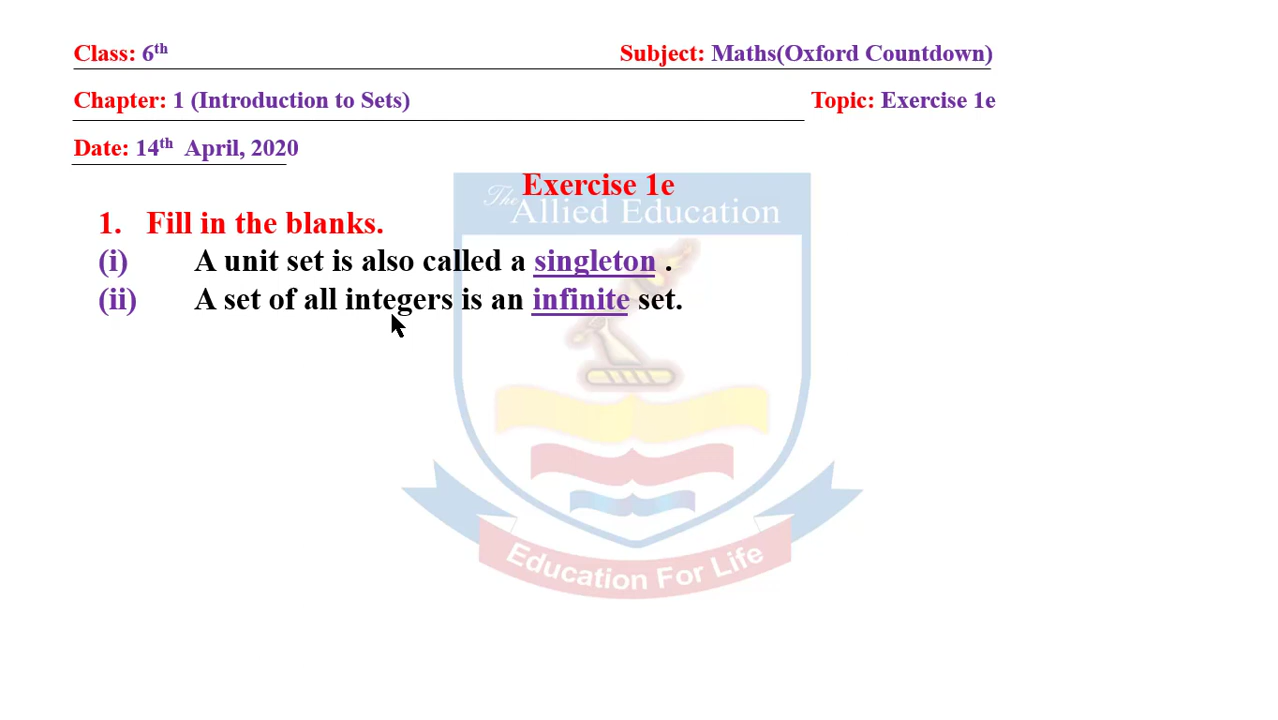 Class: 6th Subject: Maths(Oxford Countdown)
Chapter: 1 (Introduction to Sets) Topic: Exercise 1e
Date: 14th April, 2020
Exercise 1e
The Allied Education
1. Fill in the blanks.
(i) A unit set is also called a singleton .
(ii) A set of all integers is an infinite set.
Education For Life